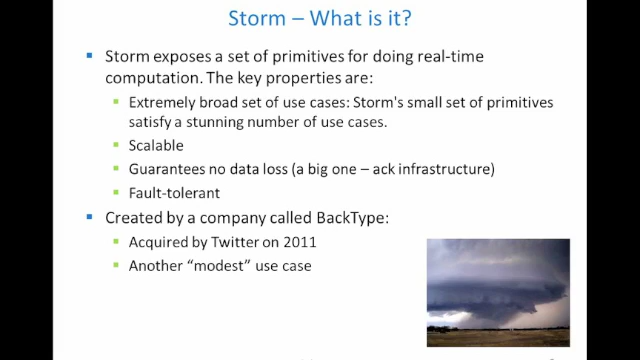 Storm – What is it?
Storm exposes a set of primitives for doing real-time
computation. The key properties are:
Extremely broad set of use cases: Storm's small set of primitives
satisfy a stunning number of use cases.
Scalable
Guarantees no data loss (a big one – ack infrastructure)
Fault-tolerant
Created by a company called BackType:
Acquired by Twitter on 2011
Another “modest” use case